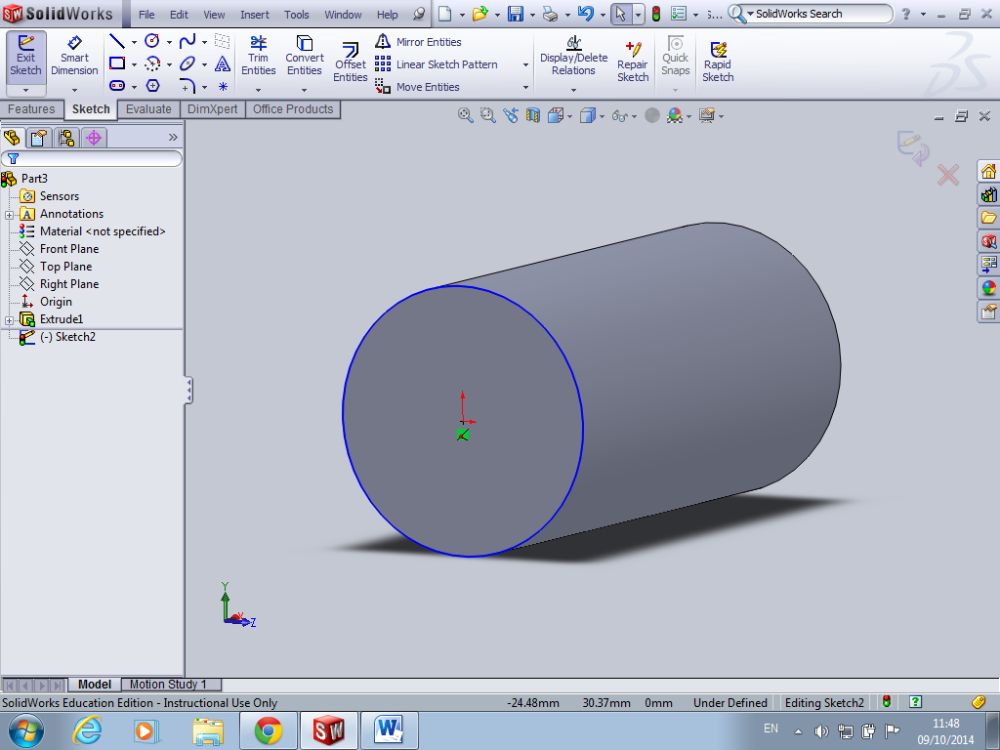 SW SolidWorks File Edit View Insert Tools Window Help S... SolidWorks Search ?
Exit Sketch
Smart Dimension
Trim Entities
Convert Entities
Offset Entities
Mirror Entities
Linear Sketch Pattern
Move Entities
Display/Delete Relations
Repair Sketch
Quick Snaps
Rapid Sketch
Features Sketch Evaluate DimXpert Office Products
Part3
Sensors
A Annotations
Material <not specified>
Front Plane
Top Plane
Right Plane
Origin
Extrude1
(-) Sketch2
Y
X
Z
Model Motion Study 1
SolidWorks Education Edition - Instructional Use Only -24.48mm 30.37mm 0mm Under Defined Editing Sketch2 ?
SW W EN 11:48
09/10/2014